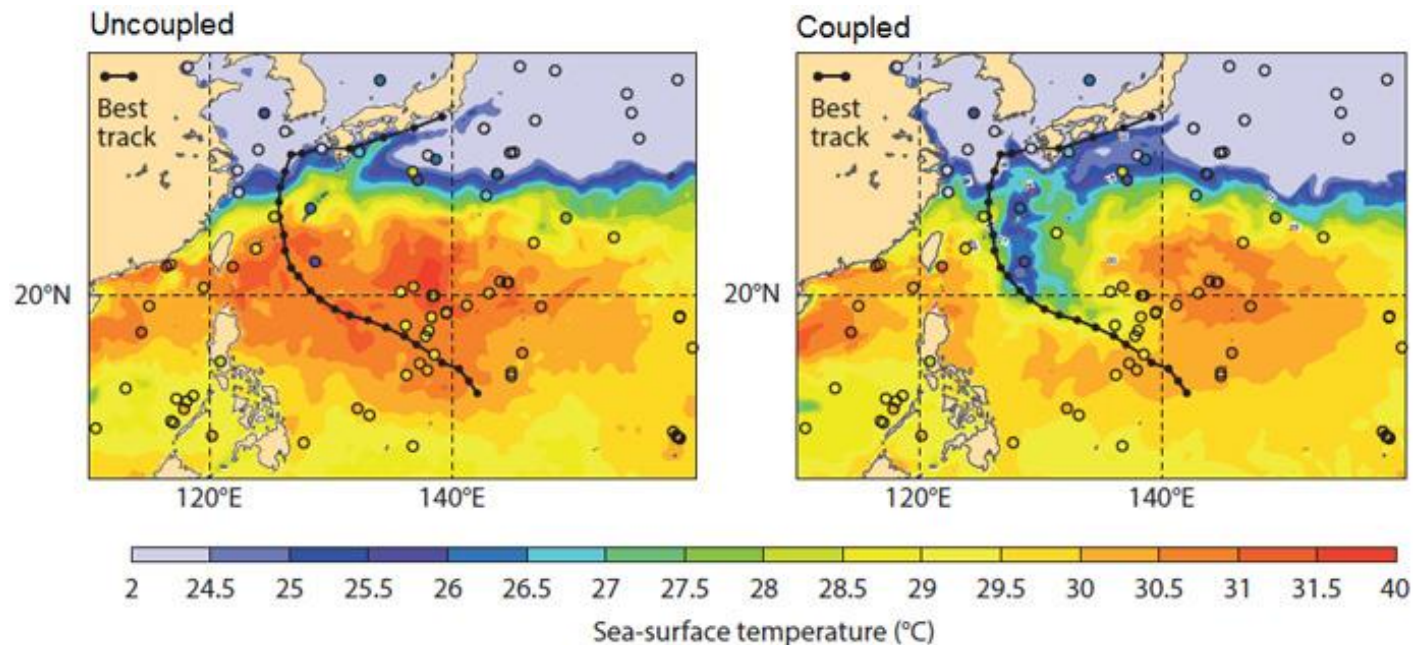 Uncoupled
Coupled
Best
track
Best
track
20°N
20°N
120°E
140°E
120°E
140°E
2 24.5 25 25.5 26 26.5 27 27.5 28 28.5 29 29.5 30 30.5 31 31.5 40
Sea-surface temperature (°C)